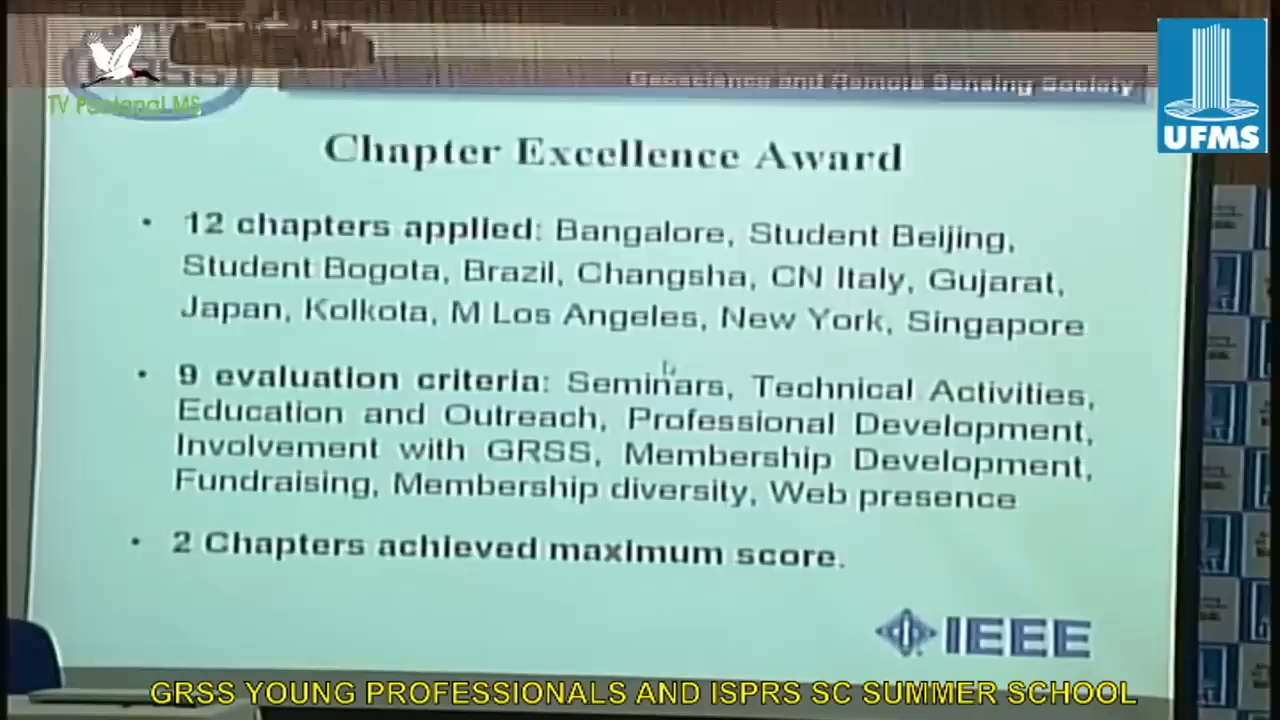 GRSS
TV Pantanal MS
Geoscience and Remote Sensing Society
UFMS
Chapter Excellence Award
• 12 chapters applied: Bangalore, Student Beijing,
Student Bogota, Brazil, Changsha, CN Italy, Gujarat,
Japan, Kolkota, M Los Angeles, New York, Singapore
• 9 evaluation criteria: Seminars, Technical Activities,
Education and Outreach, Professional Development,
Involvement with GRSS, Membership Development,
Fundraising, Membership diversity, Web presence
• 2 Chapters achieved maximum score.
IEEE
GRSS YOUNG PROFESSIONALS AND ISPRS SC SUMMER SCHOOL